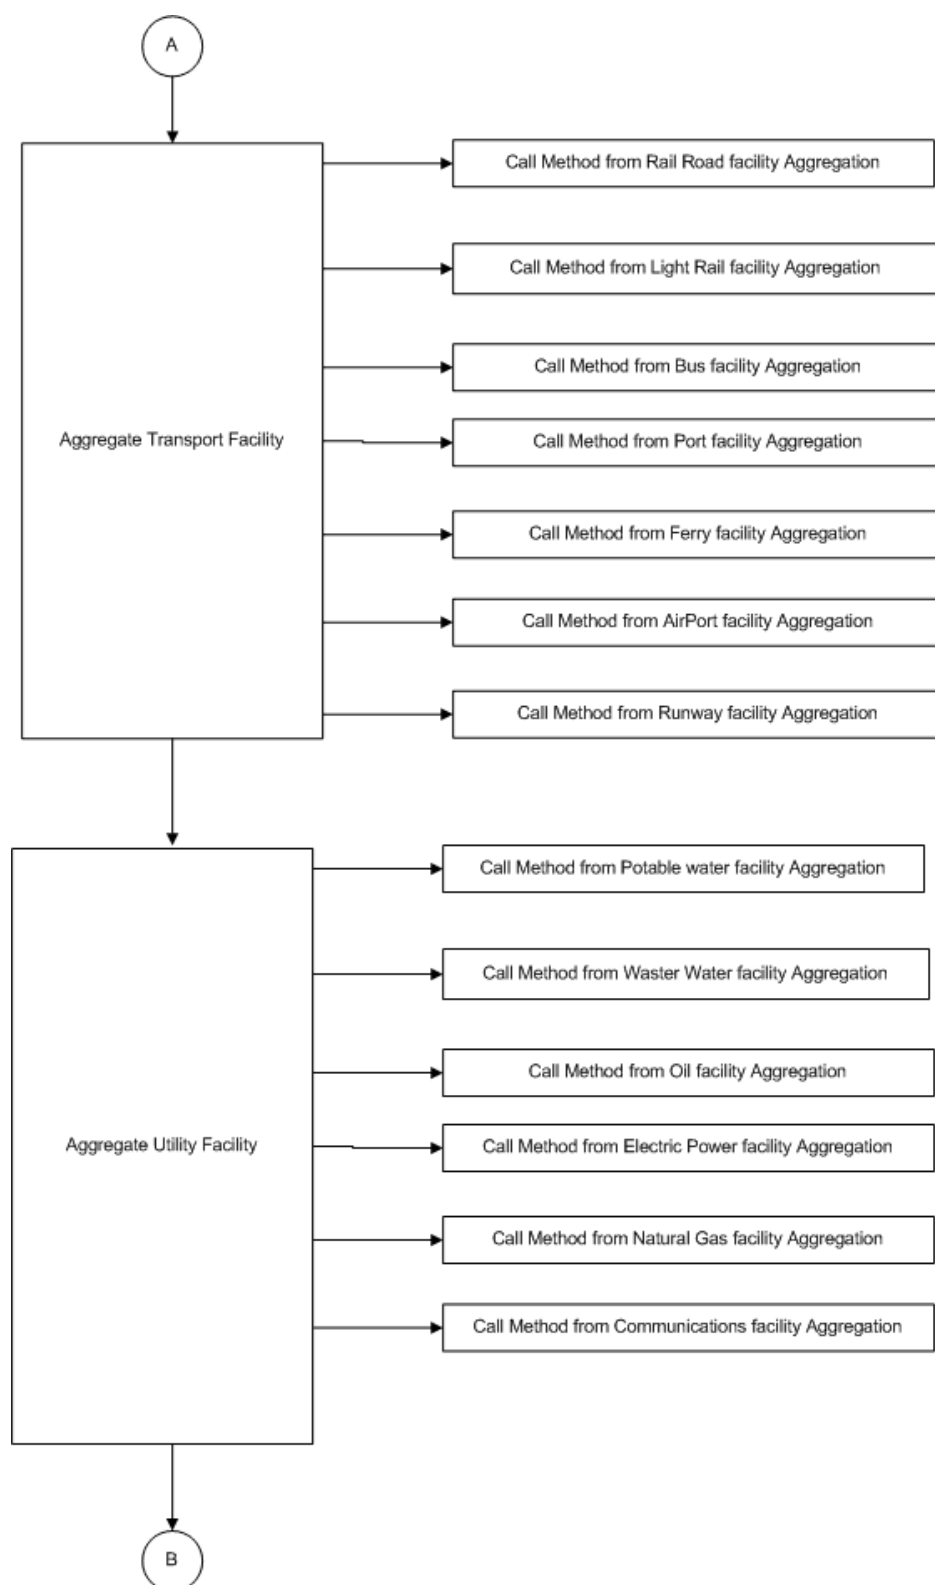 A
Call Method from Rail Road facility Aggregation
Call Method from Light Rail facility Aggregation
Call Method from Bus facility Aggregation
Aggregate Transport Facility
Call Method from Port facility Aggregation
Call Method from Ferry facility Aggregation
Call Method from AirPort facility Aggregation
Call Method from Runway facility Aggregation
Call Method from Potable water facility Aggregation
Call Method from Waster Water facility Aggregation
Call Method from Oil facility Aggregation
Aggregate Utility Facility
Call Method from Electric Power facility Aggregation
Call Method from Natural Gas facility Aggregation
Call Method from Communications facility Aggregation
B